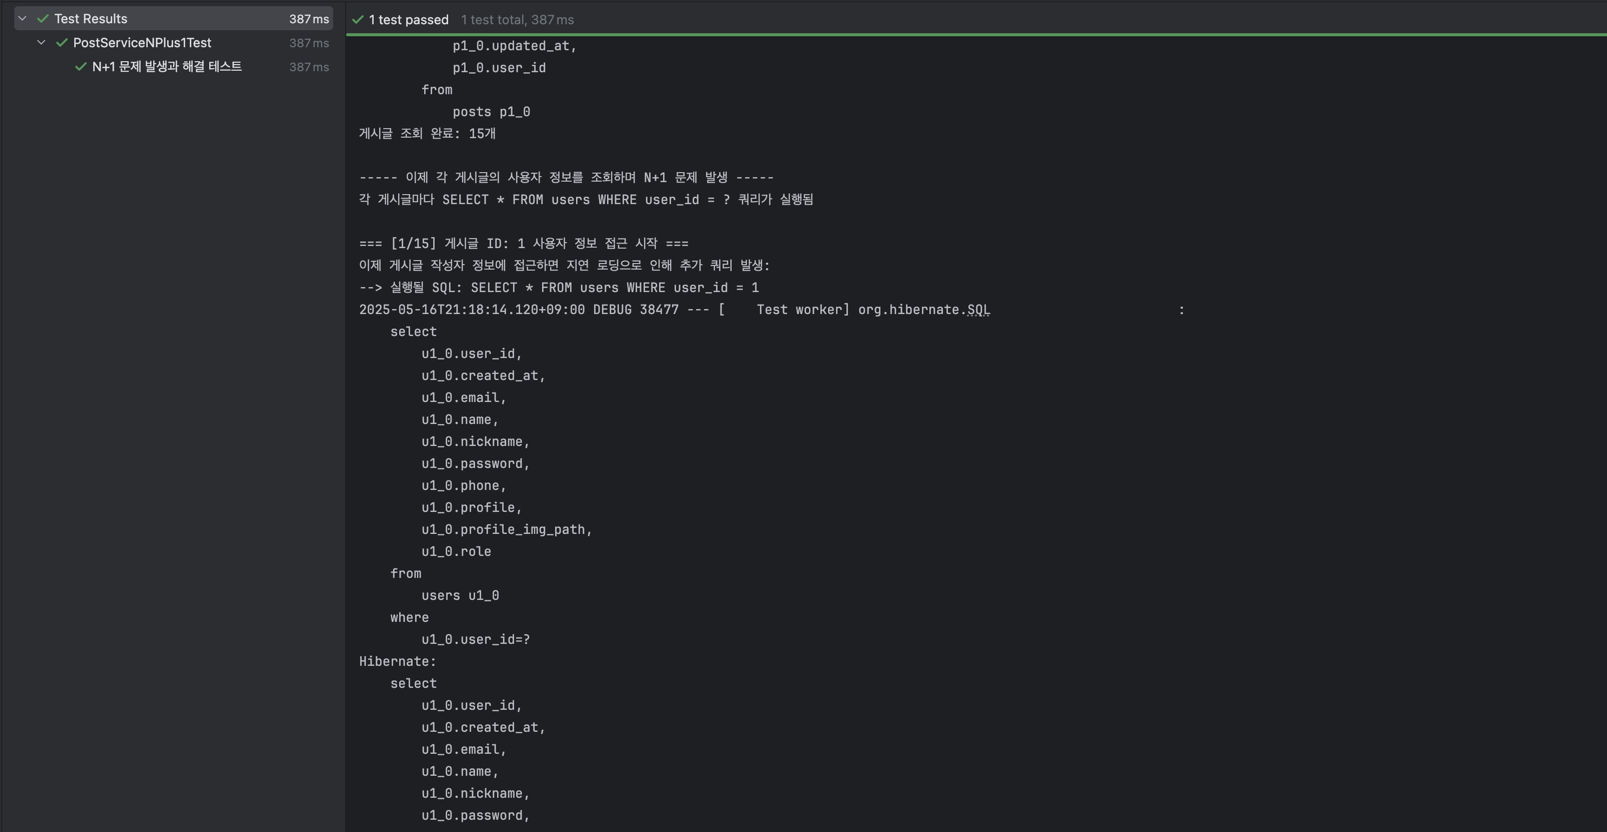 Test Results 387 ms
PostServiceNPlus1Test 387 ms
N+1 문제 발생과 해결 테스트 387 ms
1 test passed 1 test total, 387 ms
p1_0.updated_at,
p1_0.user_id
from
posts p1_0
게시글 조회 완료: 15개
----- 이제 각 게시글의 사용자 정보를 조회하며 N+1 문제 발생 -----
각 게시글마다 SELECT * FROM users WHERE user_id = ? 쿼리가 실행됨
=== [1/15] 게시글 ID: 1 사용자 정보 접근 시작 ===
이제 게시글 작성자 정보에 접근하면 지연 로딩으로 인해 추가 쿼리 발생:
--> 실행될 SQL: SELECT * FROM users WHERE user_id = 1
2025-05-16T21:18:14.120+09:00 DEBUG 38477 --- [    Test worker] org.hibernate.SQL                        :
select
u1_0.user_id,
u1_0.created_at,
u1_0.email,
u1_0.name,
u1_0.nickname,
u1_0.password,
u1_0.phone,
u1_0.profile,
u1_0.profile_img_path,
u1_0.role
from
users u1_0
where
u1_0.user_id=?
Hibernate:
select
u1_0.user_id,
u1_0.created_at,
u1_0.email,
u1_0.name,
u1_0.nickname,
u1_0.password,